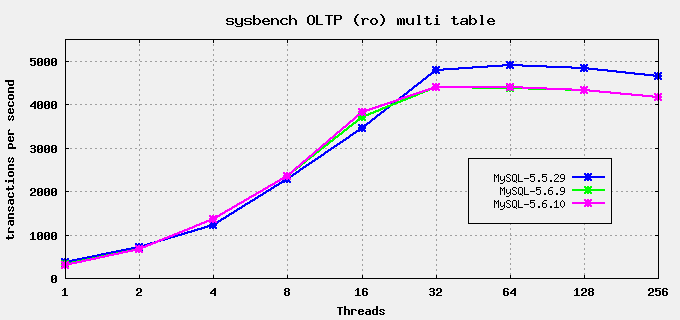 sysbench OLTP (ro) multi table
transactions per second
5000
4000
3000
2000
1000
0
MySQL-5.5.29
MySQL-5.6.9
MySQL-5.6.10
1 2 4 8 16 32 64 128 256
Threads